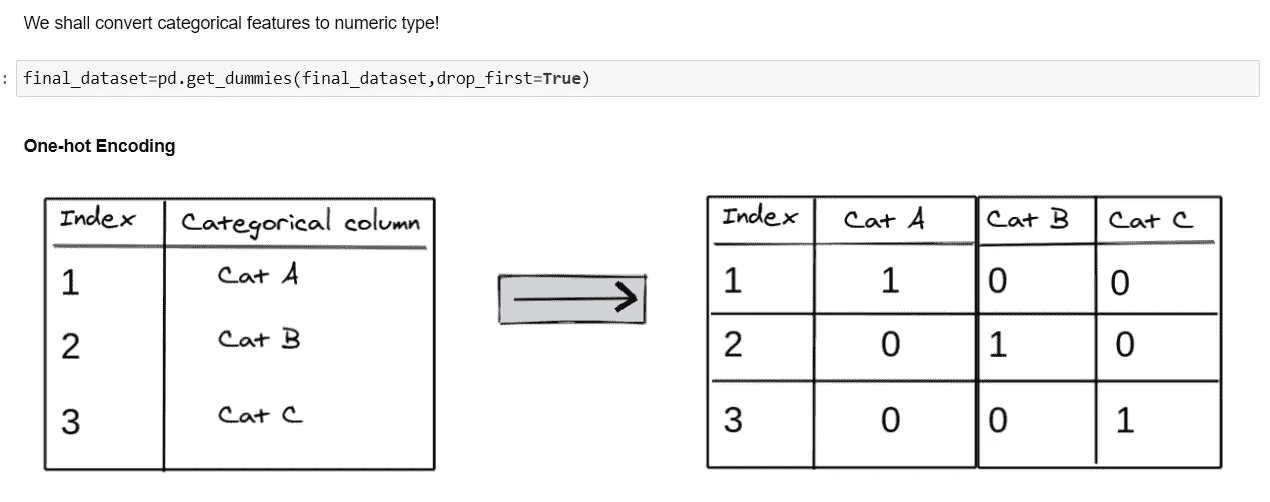 We shall convert categorical features to numeric type!
: final_dataset=pd.get_dummies(final_dataset,drop_first=True)
One-hot Encoding
Index Categorical column
1 Cat A
2 Cat B
3 Cat C
Index Cat A Cat B Cat C
1 1 0 0
2 0 1 0
3 0 0 1